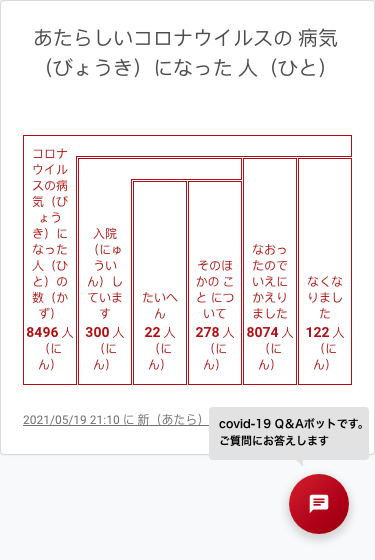 あたらしいコロナウイルスの 病気
（びょうき）になった 人（ひと）
コロナ
ウイル
スの病
気（び
ょう
き）に
なった
人（ひ
と）の
数（か
ず）
8496 人
（に
ん）
入院
（にゅ
うい
ん）し
ていま
す
300 人
（に
ん）
たいへ
ん
22 人
（に
ん）
そのほ
かの こ
と につ
いて
278 人
（に
ん）
なおっ
たので
いえに
かえり
ました
8074 人
（に
ん）
なくな
りまし
た
122 人
（に
ん）
2021/05/19 21:10 に 新（あたら）
covid-19 Q&Aボットです。
ご質問にお答えします